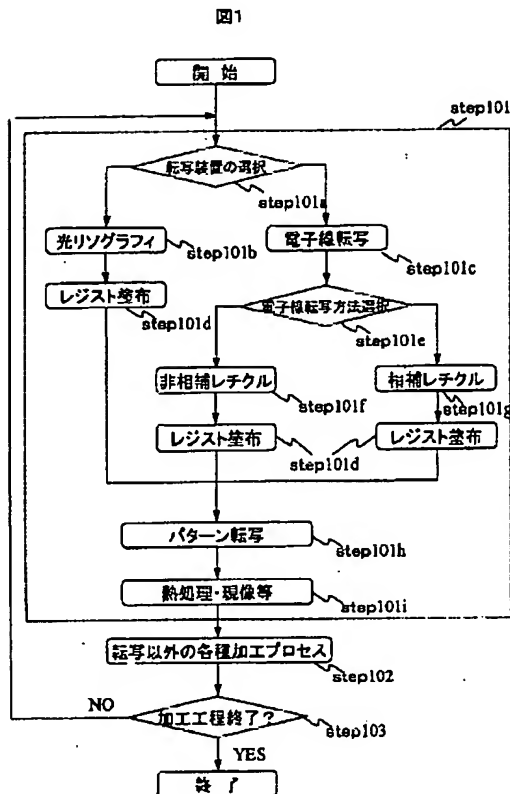 図1
開 始
step101
転写装置の選択
step101a
光リソグラフィ
step101b
電子線転写
step101c
レジスト塗布
step101d
電子線転写方法選択
step101e
非相補レチクル
step101f
相補レチクル
step101g
レジスト塗布
step101d
レジスト塗布
パターン転写
step101h
熱処理・現像等
step101i
転写以外の各種加工プロセス
step102
NO
加工工程終了?
step103
YES
終 了